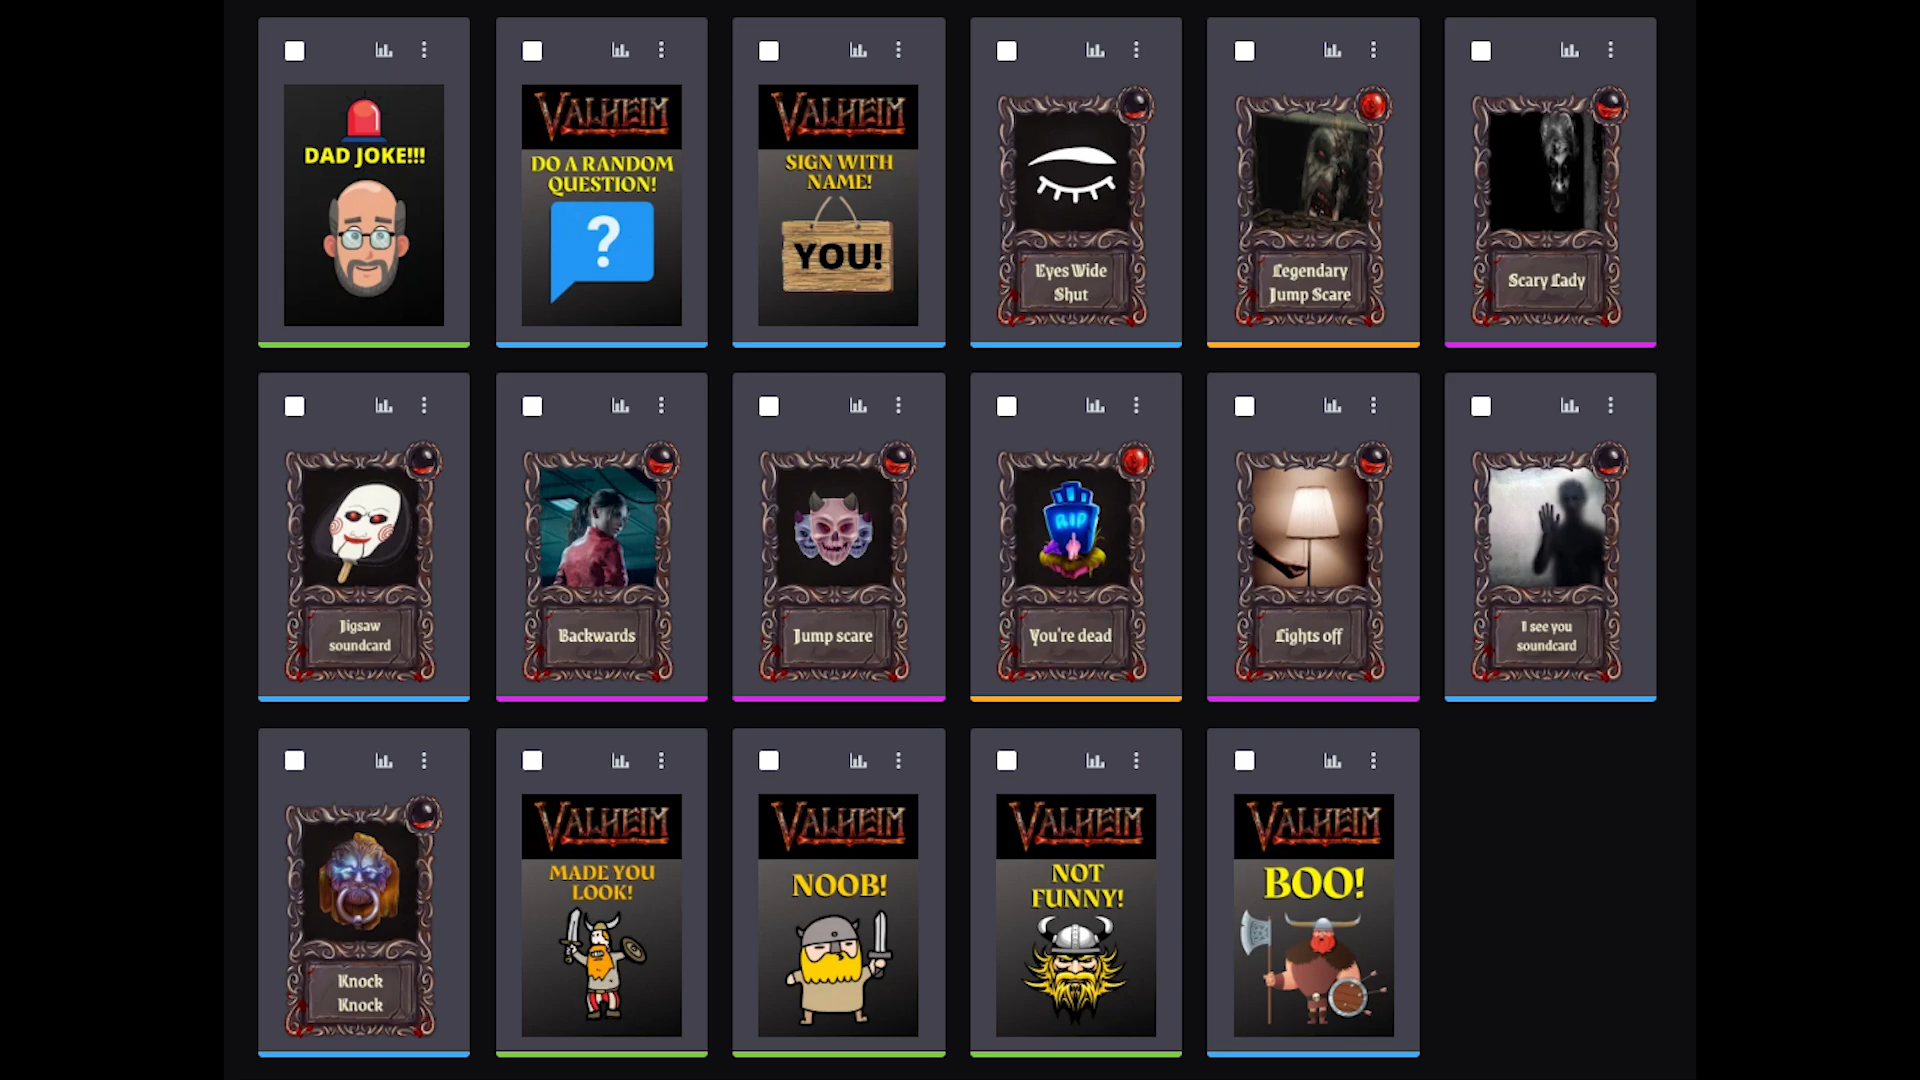 DAD JOKE!!!
VALHEIM
DO A RANDOM
QUESTION!
?
VALHEIM
SIGN WITH
NAME!
YOU!
Eyes Wide
Shut
Legendary
Jump Scare
Scary Lady
Jigsaw
soundcard
Backwards
Jump scare
RIP
You're dead
Lights off
I see you
soundcard
Knock
Knock
VALHEIM
MADE YOU
LOOK!
VALHEIM
NOOB!
VALHEIM
NOT
FUNNY!
VALHEIM
BOO!